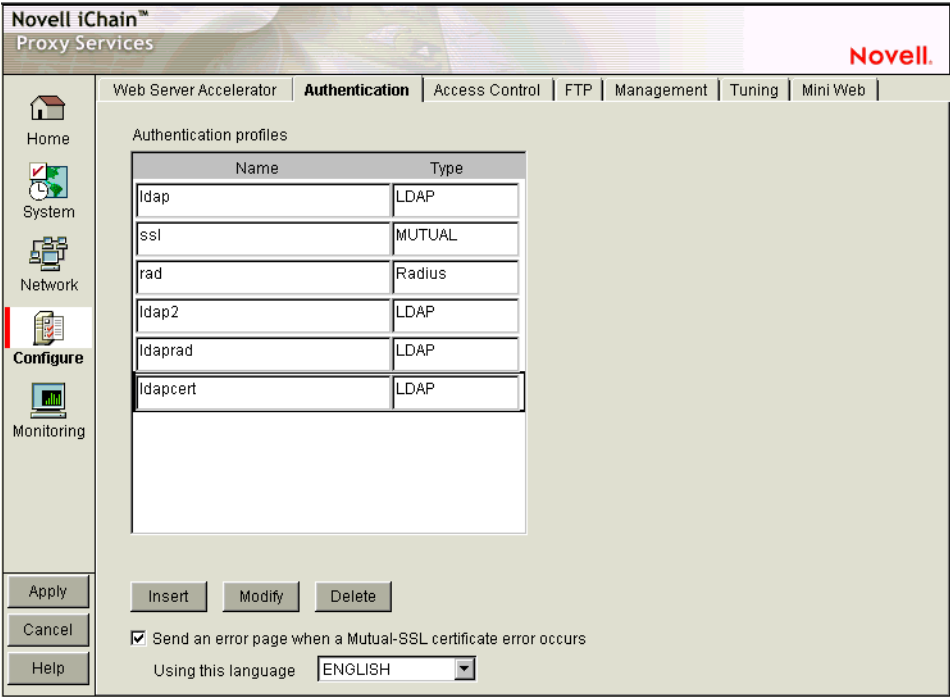 Novell iChain™
Proxy Services
Novell.
Web Server Accelerator Authentication Access Control FTP Management Tuning Mini Web
Home
System
Network
Configure
Monitoring
Authentication profiles
Name Type
ldap LDAP
ssl MUTUAL
rad Radius
ldap2 LDAP
ldaprad LDAP
ldapcert LDAP
Insert Modify Delete
Send an error page when a Mutual-SSL certificate error occurs
Using this language ENGLISH
Apply
Cancel
Help